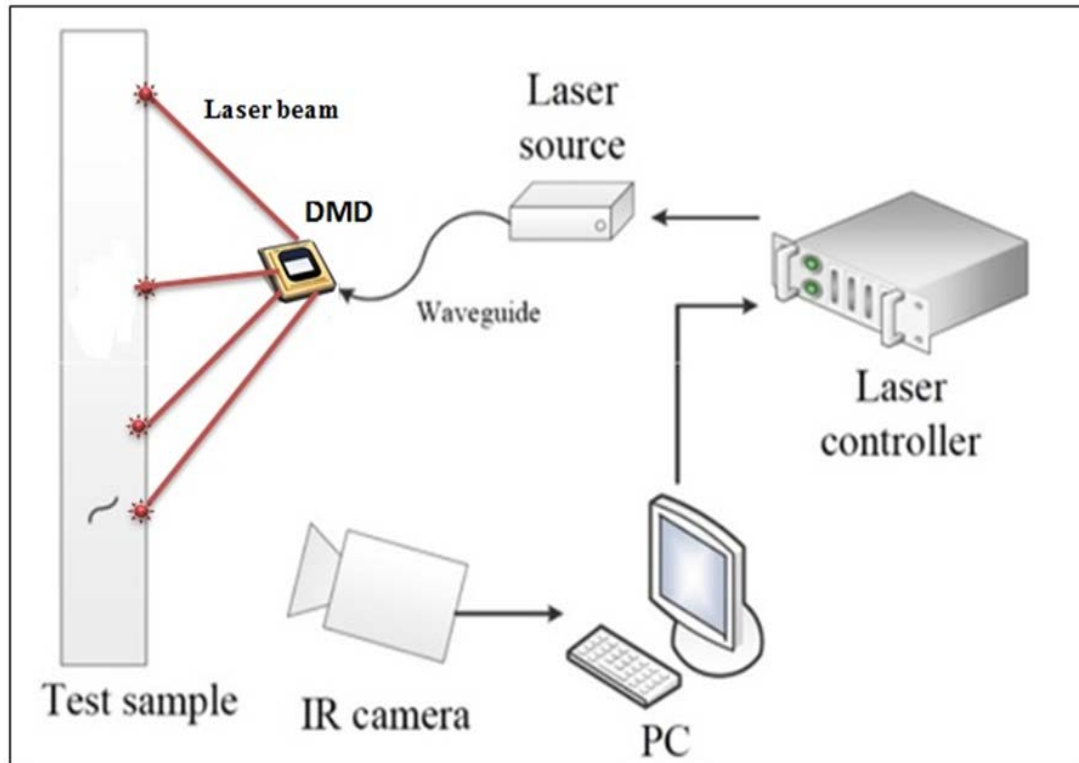 Laser beam
Laser
source
DMD
Waveguide
Laser
controller
Test sample
IR camera
PC